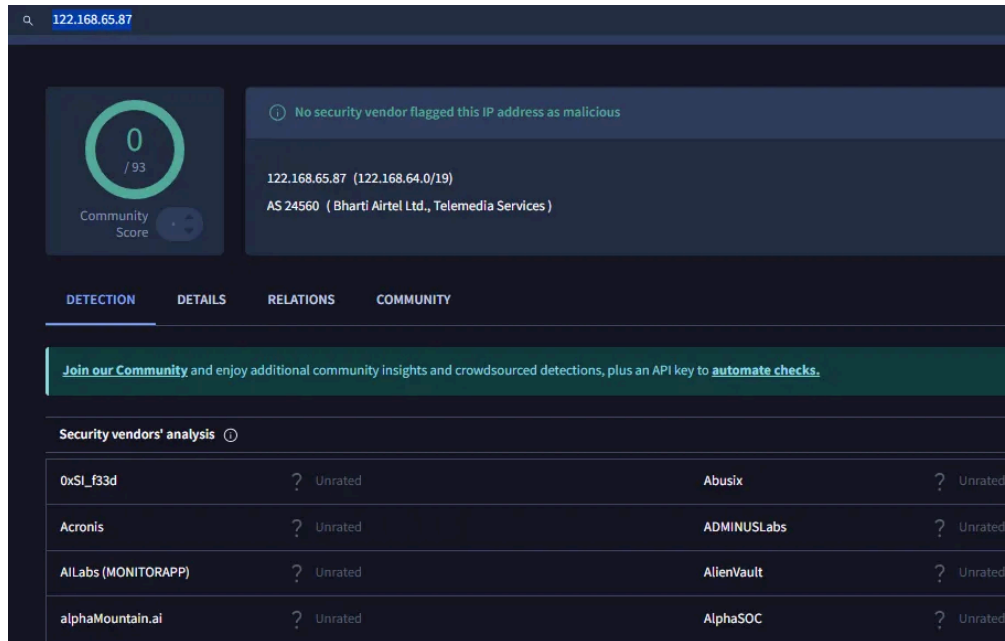 122.168.65.87
0
/ 93
Community
Score
No security vendor flagged this IP address as malicious
122.168.65.87 (122.168.64.0/19)
AS 24560 ( Bharti Airtel Ltd., Telemedia Services )
DETECTION DETAILS RELATIONS COMMUNITY
Join our Community and enjoy additional community insights and crowdsourced detections, plus an API key to automate checks.
Security vendors' analysis
0xSI_f33d ? Unrated Abusix ? Unrated
Acronis ? Unrated ADMINUSLabs ? Unrated
AILabs (MONITORAPP) ? Unrated AlienVault ? Unrated
alphaMountain.ai ? Unrated AlphaSOC ? Unrated